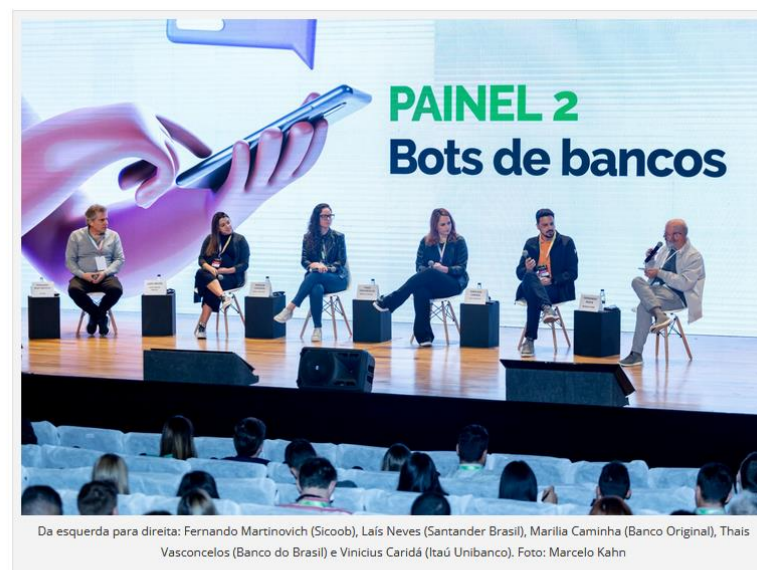 PAINEL 2
Bots de bancos
Da esquerda para direita: Fernando Martinovich (Sicoob), Laís Neves (Santander Brasil), Marilia Caminha (Banco Original), Thais
Vasconcelos (Banco do Brasil) e Vinicius Caridá (Itaú Unibanco). Foto: Marcelo Kahn